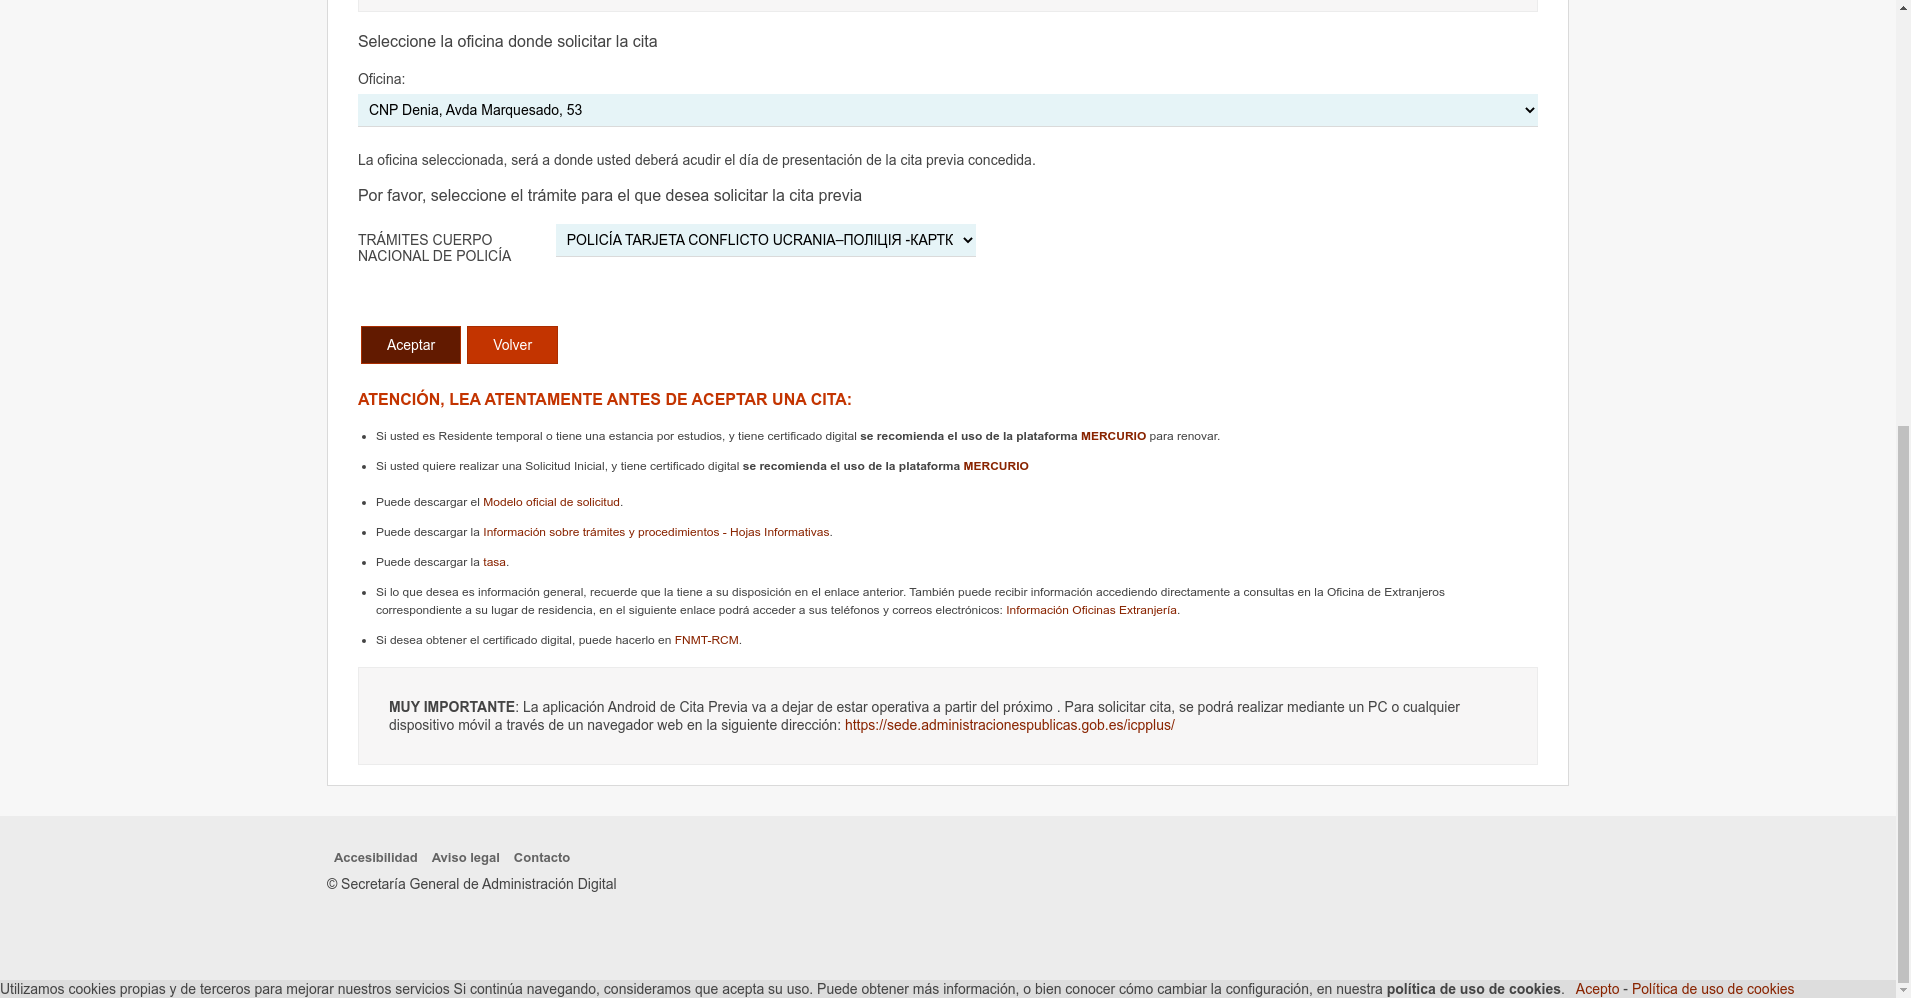 Seleccione la oficina donde solicitar la cita
Oficina:
CNP Denia, Avda Marquesado, 53
La oficina seleccionada, será a donde usted deberá acudir el día de presentación de la cita previa concedida.
Por favor, seleccione el trámite para el que desea solicitar la cita previa
TRÁMITES CUERPO
NACIONAL DE POLICÍA
POLICÍA TARJETA CONFLICTO UCRANIA–ПОЛІЦІЯ -КАРТК
Aceptar
Volver
ATENCIÓN, LEA ATENTAMENTE ANTES DE ACEPTAR UNA CITA:
• Si usted es Residente temporal o tiene una estancia por estudios, y tiene certificado digital se recomienda el uso de la plataforma MERCURIO para renovar.
• Si usted quiere realizar una Solicitud Inicial, y tiene certificado digital se recomienda el uso de la plataforma MERCURIO
• Puede descargar el Modelo oficial de solicitud.
• Puede descargar la Información sobre trámites y procedimientos - Hojas Informativas.
• Puede descargar la tasa.
• Si lo que desea es información general, recuerde que la tiene a su disposición en el enlace anterior. También puede recibir información accediendo directamente a consultas en la Oficina de Extranjeros
correspondiente a su lugar de residencia, en el siguiente enlace podrá acceder a sus teléfonos y correos electrónicos: Información Oficinas Extranjería.
• Si desea obtener el certificado digital, puede hacerlo en FNMT-RCM.
MUY IMPORTANTE: La aplicación Android de Cita Previa va a dejar de estar operativa a partir del próximo . Para solicitar cita, se podrá realizar mediante un PC o cualquier
dispositivo móvil a través de un navegador web en la siguiente dirección: https://sede.administracionespublicas.gob.es/icpplus/
Accesibilidad Aviso legal Contacto
© Secretaría General de Administración Digital
Utilizamos cookies propias y de terceros para mejorar nuestros servicios Si continúa navegando, consideramos que acepta su uso. Puede obtener más información, o bien conocer cómo cambiar la configuración, en nuestra política de uso de cookies. Acepto - Política de uso de cookies